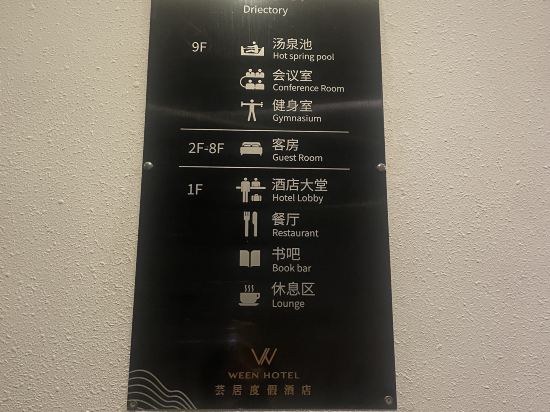 Driectory
9F
汤泉池
Hot spring pool
会议室
Conference Room
健身室
Gymnasium
2F-8F
客房
Guest Room
1F
酒店大堂
Hotel Lobby
餐厅
Restaurant
书吧
Book bar
休息区
Lounge
WEEN HOTEL
荟居度假酒店